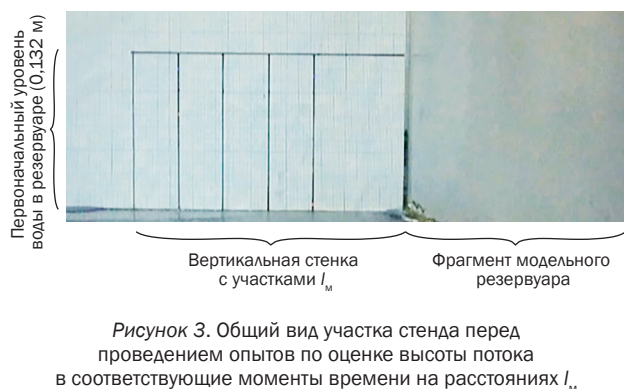 Первоначальный уровень
воды в резервуаре (0,132 м)
Вертикальная стенка
с участками lм
Фрагмент модельного
резервуара
Рисунок 3. Общий вид участка стенда перед
проведением опытов по оценке высоты потока
в соответствующие моменты времени на расстояниях lм